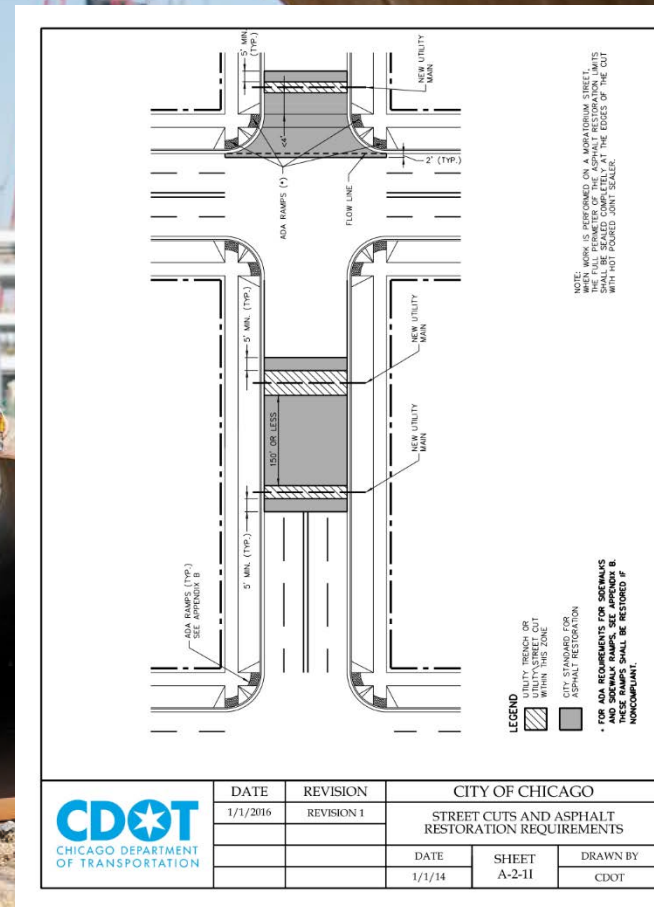 5' MIN.
(TYP.)
NEW UTILITY
MAIN
<4'
ADA RAMPS (*)
FLOW LINE
2' (TYP.)
NOTE:
WHEN WORK IS PERFORMED ON A MORATORIUM STREET,
THE FULL PERIMETER OF THE ASPHALT RESTORATION LIMITS
SHALL BE SEALED COMPLETELY AT THE EDGES OF THE CUT
WITH HOT POURED JOINT SEALER.
5' MIN. (TYP.)
NEW UTILITY
MAIN
150' OR LESS
NEW UTILITY
MAIN
5' MIN. (TYP.)
ADA RAMPS (TYP.)
SEE APPENDIX B
LEGEND
UTILITY TRENCH OR
UTILITY\STREET CUT
WITHIN THIS ZONE
CITY STANDARD FOR
ASPHALT RESTORATION
* FOR ADA REQUIREMENTS FOR SIDEWALKS
AND SIDEWALK RAMPS, SEE APPENDIX B.
THESE RAMPS SHALL BE RESTORED IF
NONCOMPLIANT.
CDOT
CHICAGO DEPARTMENT
OF TRANSPORTATION
DATE REVISION CITY OF CHICAGO
1/1/2016 REVISION 1 STREET CUTS AND ASPHALT
RESTORATION REQUIREMENTS
DATE SHEET DRAWN BY
1/1/14 A-2-1I CDOT